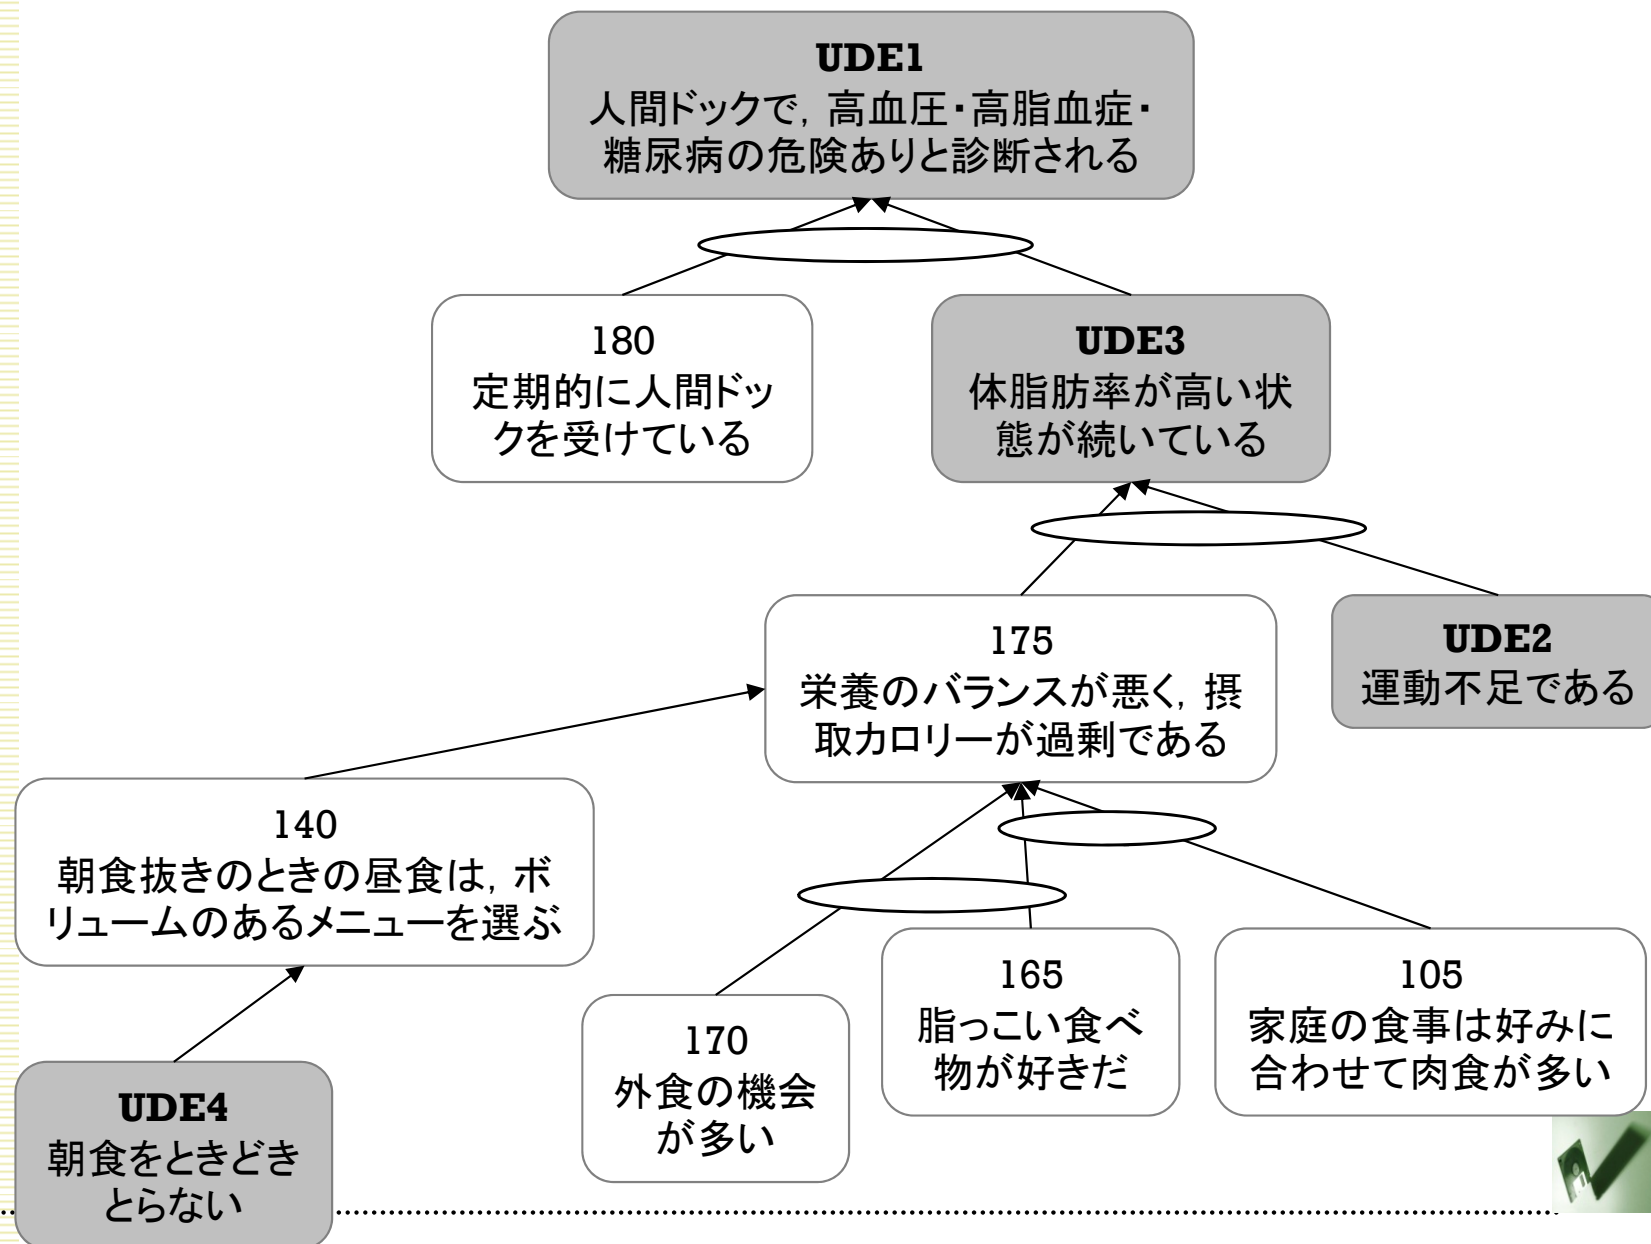 UDE1
人間ドックで，高血圧・高脂血症・
糖尿病の危険ありと診断される
180
定期的に人間ドッ
クを受けている
UDE3
体脂肪率が高い状
態が続いている
175
栄養のバランスが悪く，摂
取カロリーが過剰である
UDE2
運動不足である
140
朝食抜きのときの昼食は，ボ
リュームのあるメニューを選ぶ
170
外食の機会
が多い
165
脂っこい食べ
物が好きだ
105
家庭の食事は好みに
合わせて肉食が多い
UDE4
朝食をときどき
とらない